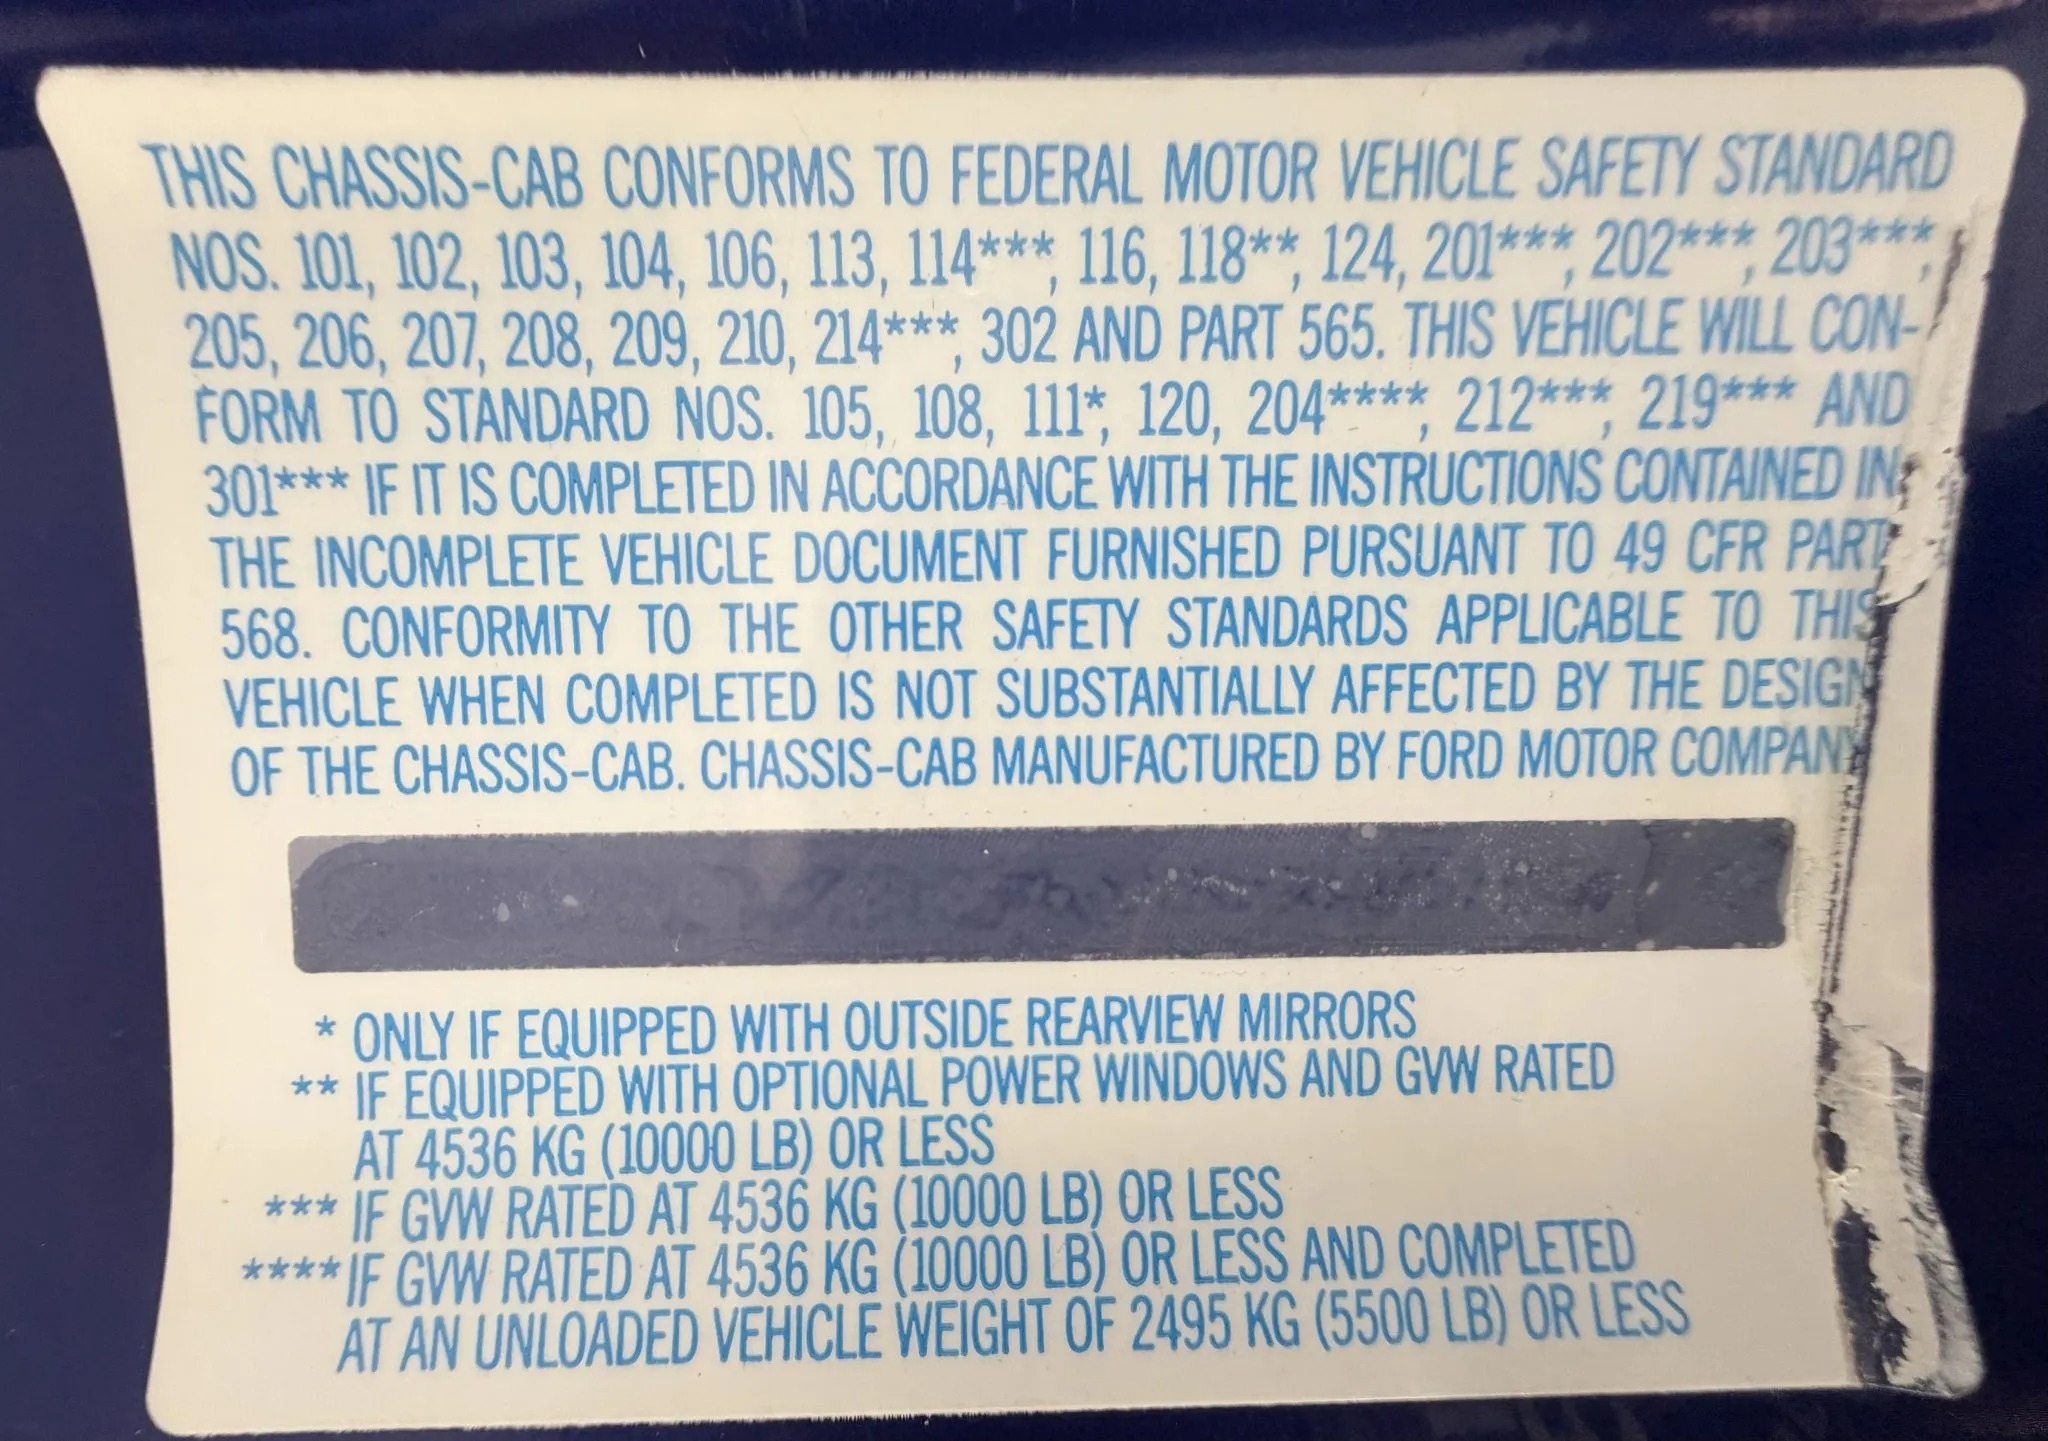 THIS CHASSIS-CAB CONFORMS TO FEDERAL MOTOR VEHICLE SAFETY STANDARD
NOS. 101, 102, 103, 104, 106, 113, 114***, 116, 118**, 124, 201***, 202***, 203***,
205, 206, 207, 208, 209, 210, 214***, 302 AND PART 565. THIS VEHICLE WILL CON-
FORM TO STANDARD NOS. 105, 108, 111*, 120, 204****, 212***, 219*** AND
301*** IF IT IS COMPLETED IN ACCORDANCE WITH THE INSTRUCTIONS CONTAINED IN
THE INCOMPLETE VEHICLE DOCUMENT FURNISHED PURSUANT TO 49 CFR PART
568. CONFORMITY TO THE OTHER SAFETY STANDARDS APPLICABLE TO THIS
VEHICLE WHEN COMPLETED IS NOT SUBSTANTIALLY AFFECTED BY THE DESIGN
OF THE CHASSIS-CAB. CHASSIS-CAB MANUFACTURED BY FORD MOTOR COMPANY
* ONLY IF EQUIPPED WITH OUTSIDE REARVIEW MIRRORS
** IF EQUIPPED WITH OPTIONAL POWER WINDOWS AND GVW RATED
AT 4536 KG (10000 LB) OR LESS
*** IF GVW RATED AT 4536 KG (10000 LB) OR LESS
**** IF GVW RATED AT 4536 KG (10000 LB) OR LESS AND COMPLETED
AT AN UNLOADED VEHICLE WEIGHT OF 2495 KG (5500 LB) OR LESS